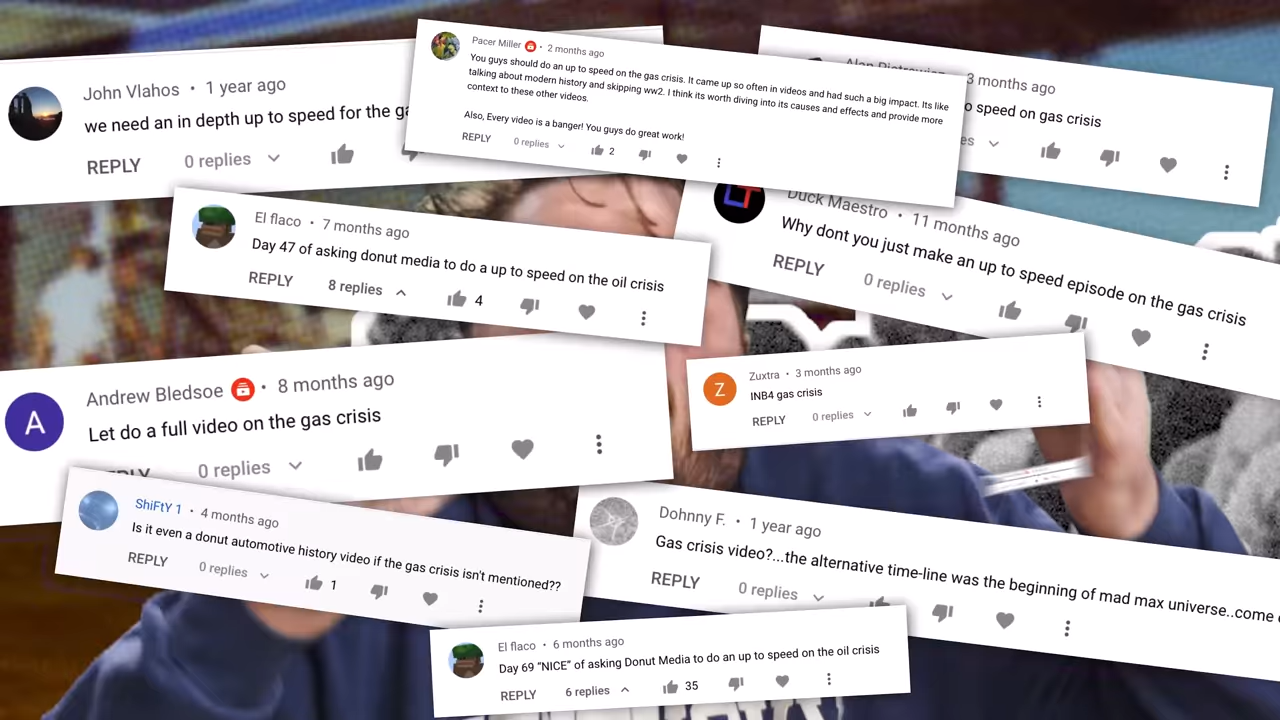 John Vlahos • 1 year ago
we need an in depth up to speed for the
REPLY 0 replies
Pacer Miller • 2 months ago
You guys should do an up to speed on the gas crisis. It came up so often in videos and had such a big impact. Its like
talking about modern history and skipping ww2. I think its worth diving into its causes and effects and provide more
context to these other videos.
Also, Every video is a banger! You guys do great work!
REPLY 0 replies 2
3 months ago
speed on gas crisis
El flaco • 7 months ago
Day 47 of asking donut media to do a up to speed on the oil crisis
REPLY 8 replies 4
Duck Maestro • 11 months ago
Why dont you just make an up to speed episode on the gas crisis
REPLY 0 replies
A
Andrew Bledsoe • 8 months ago
Let do a full video on the gas crisis
0 replies
Z
Zuxtra • 3 months ago
INB4 gas crisis
REPLY 0 replies
ShiFtY 1 • 4 months ago
Is it even a donut automotive history video if the gas crisis isn't mentioned??
REPLY 0 replies 1
Dohnny F. • 1 year ago
Gas crisis video?...the alternative time-line was the beginning of mad max universe..come
REPLY 0 replies
El flaco • 6 months ago
Day 69 “NICE” of asking Donut Media to do an up to speed on the oil crisis
REPLY 6 replies 35